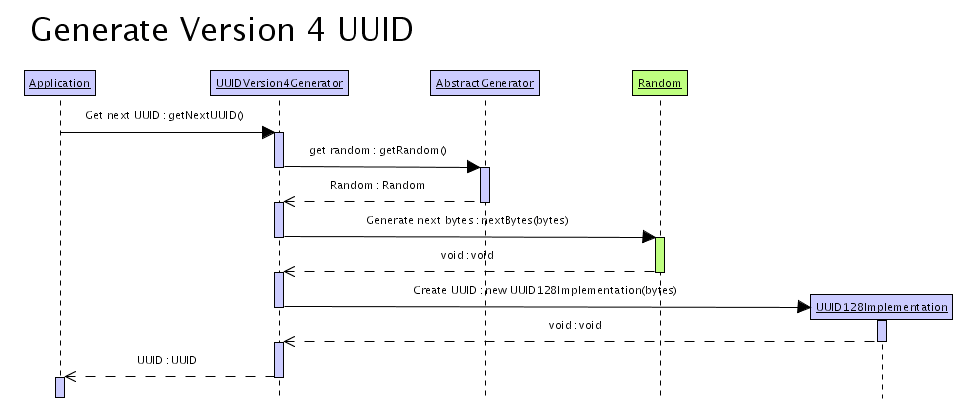 Generate Version 4 UUID
Application
UUIDVersion4Generator
AbstractGenerator
Random
Get next UUID : getNextUUID()
get random : getRandom()
Random : Random
Generate next bytes : nextBytes(bytes)
void : void
Create UUID : new UUID128Implementation(bytes)
UUID128Implementation
void : void
UUID : UUID